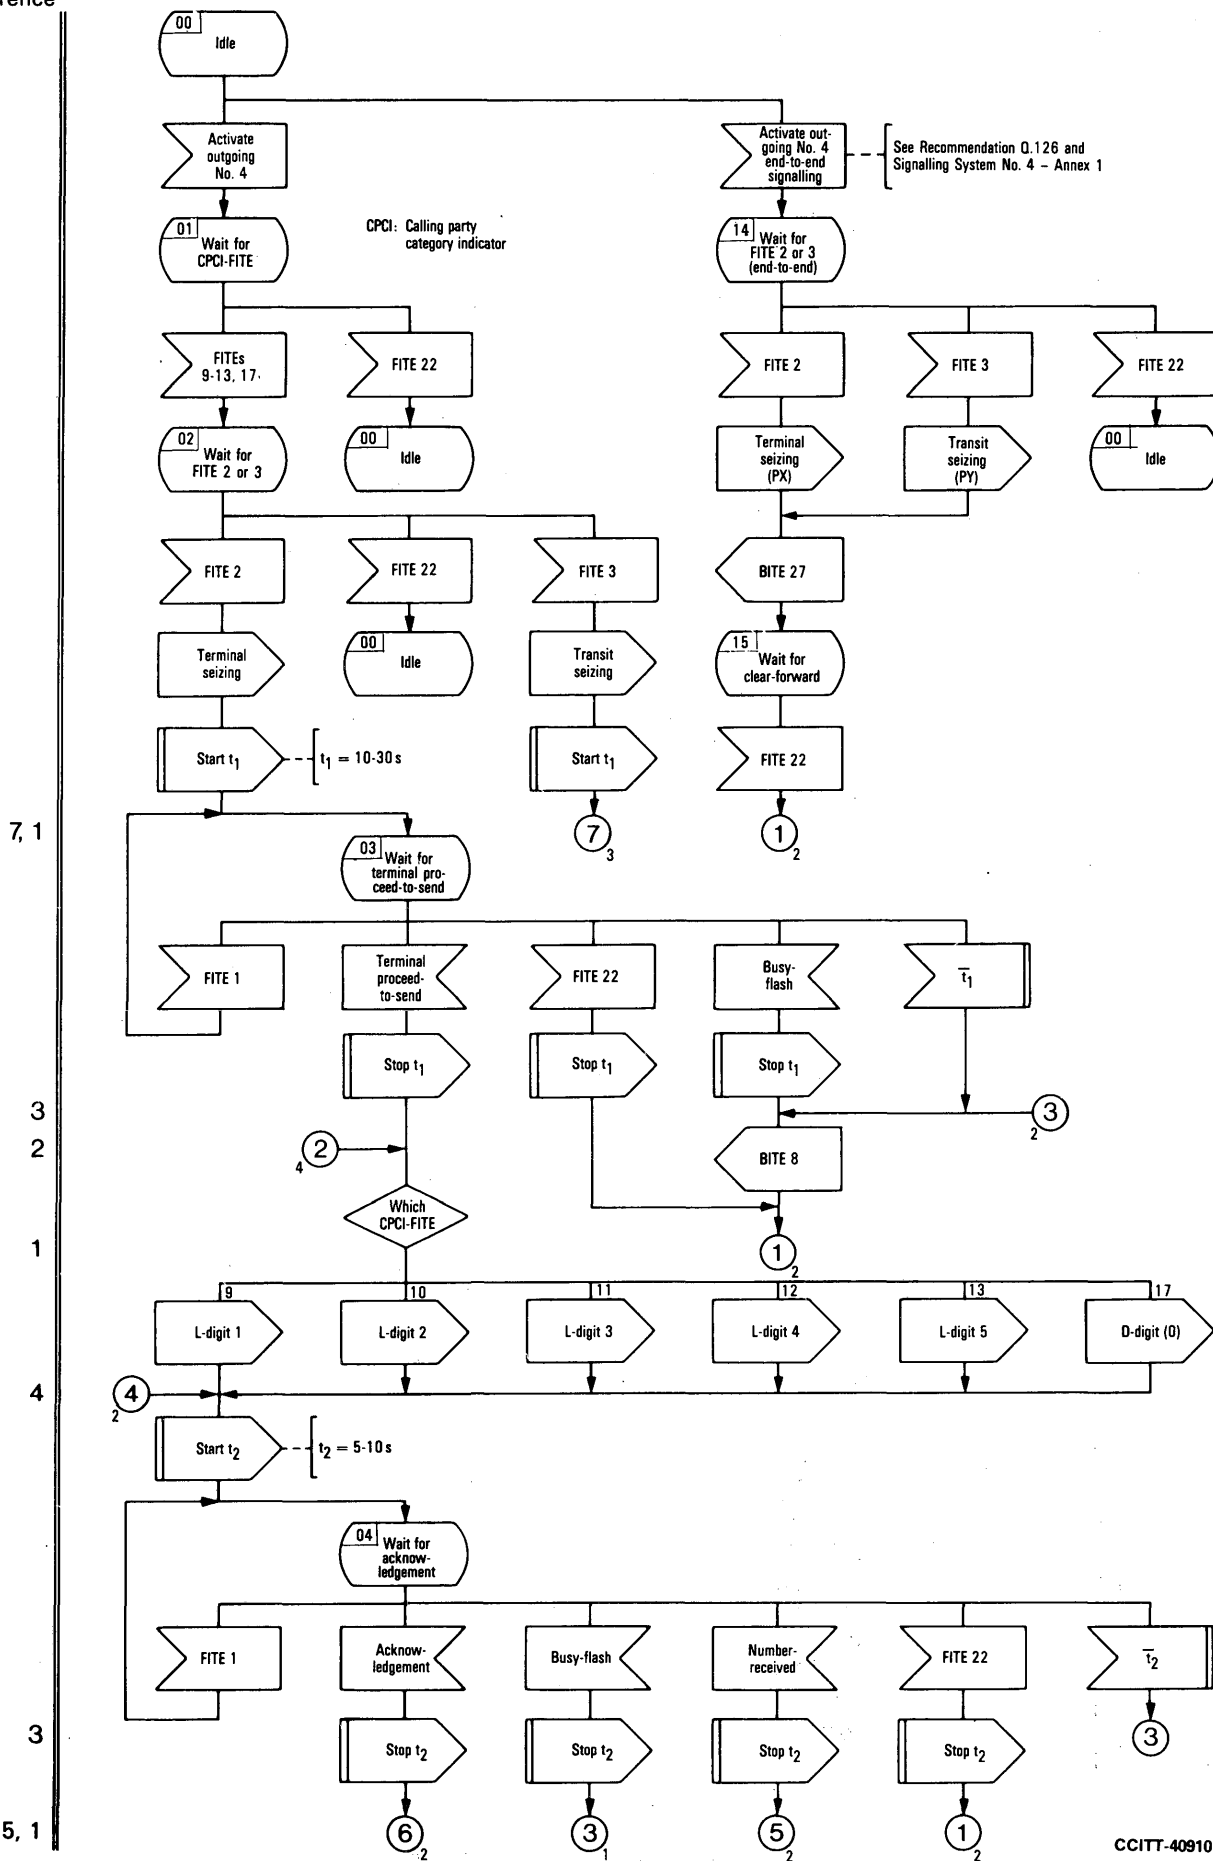 rence
00
Idle
Activate
outgoing
No. 4
Activate out-
going No. 4
end-to-end
signalling
See Recommendation Q.126 and
Signalling System No. 4 – Annex 1
01
Wait for
CPCI-FITE
CPCI: Calling party
category indicator
14
Wait for
FITE 2 or 3
(end-to-end)
FITEs
9-13, 17
FITE 22
FITE 2
FITE 3
FITE 22
02
Wait for
FITE 2 or 3
00
Idle
Terminal
seizing
(PX)
Transit
seizing
(PY)
00
Idle
FITE 2
FITE 22
FITE 3
BITE 27
Terminal
seizing
00
Idle
Transit
seizing
15
Wait for
clear-forward
Start t1
t1 = 10-30 s
Start t1
FITE 22
7, 1
7
3
1
2
03
Wait for
terminal pro-
ceed-to-send
FITE 1
Terminal
proceed-
to-send
FITE 22
Busy-
flash
t̅1
Stop t1
Stop t1
Stop t1
3
3
2
2
2
4
BITE 8
Which
CPCI-FITE
1
1
2
9
10
11
12
13
17
L-digit 1
L-digit 2
L-digit 3
L-digit 4
L-digit 5
D-digit (0)
4
4
2
Start t2
t2 = 5-10 s
04
Wait for
acknow-
ledgement
FITE 1
Acknow-
ledgement
Busy-flash
Number-
received
FITE 22
t̅2
3
Stop t2
Stop t2
Stop t2
Stop t2
3
5, 1
6
2
3
1
5
2
1
2
CCITT-40910